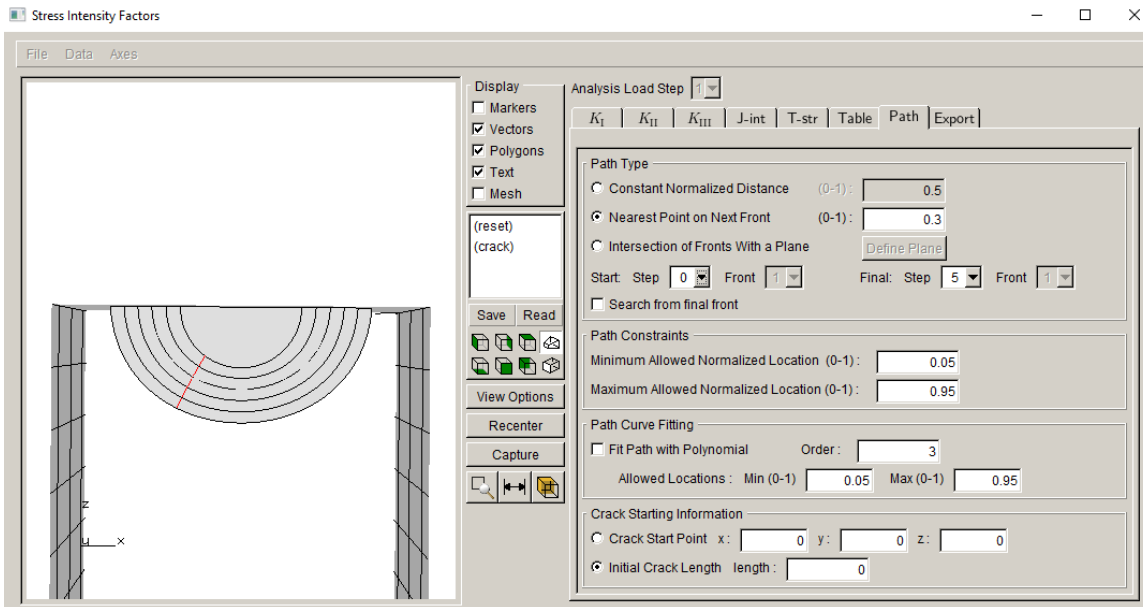 Stress Intensity Factors
File Data Axes
Display
Markers
Vectors
Polygons
Text
Mesh
(reset)
(crack)
Save Read
View Options
Recenter
Capture
z
x
Analysis Load Step 1
K_I K_II K_III J-int T-str Table Path Export
Path Type
Constant Normalized Distance (0-1) : 0.5
Nearest Point on Next Front (0-1) : 0.3
Intersection of Fronts With a Plane Define Plane
Start: Step 0 Front 1 Final: Step 5 Front 1
Search from final front
Path Constraints
Minimum Allowed Normalized Location (0-1) : 0.05
Maximum Allowed Normalized Location (0-1) : 0.95
Path Curve Fitting
Fit Path with Polynomial Order : 3
Allowed Locations : Min (0-1) 0.05 Max (0-1) 0.95
Crack Starting Information
Crack Start Point x : 0 y : 0 z : 0
Initial Crack Length length : 0